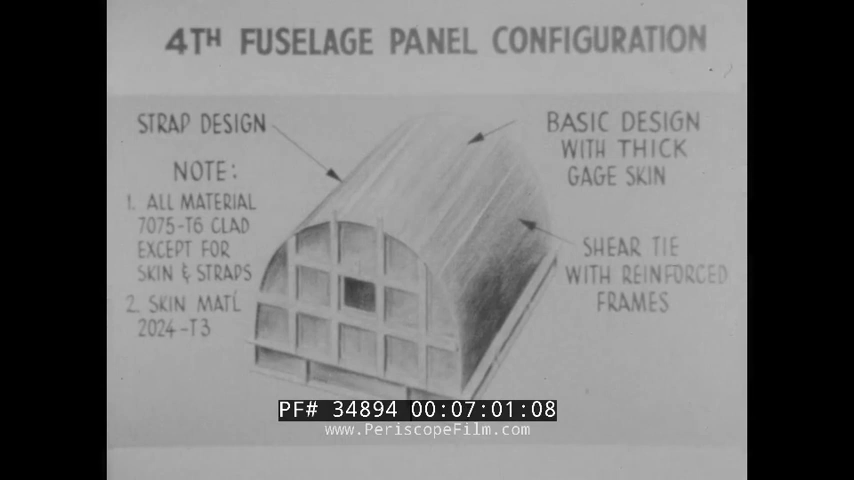 4TH FUSELAGE PANEL CONFIGURATION
STRAP DESIGN
NOTE:
1. ALL MATERIAL
7075-T6 CLAD
EXCEPT FOR
SKIN & STRAPS
2. SKIN MAT'L
2024-T3
BASIC DESIGN
WITH THICK
GAGE SKIN
SHEAR TIE
WITH REINFORCED
FRAMES
PF# 34894 00:07:01:08
www.PeriscopeFilm.com